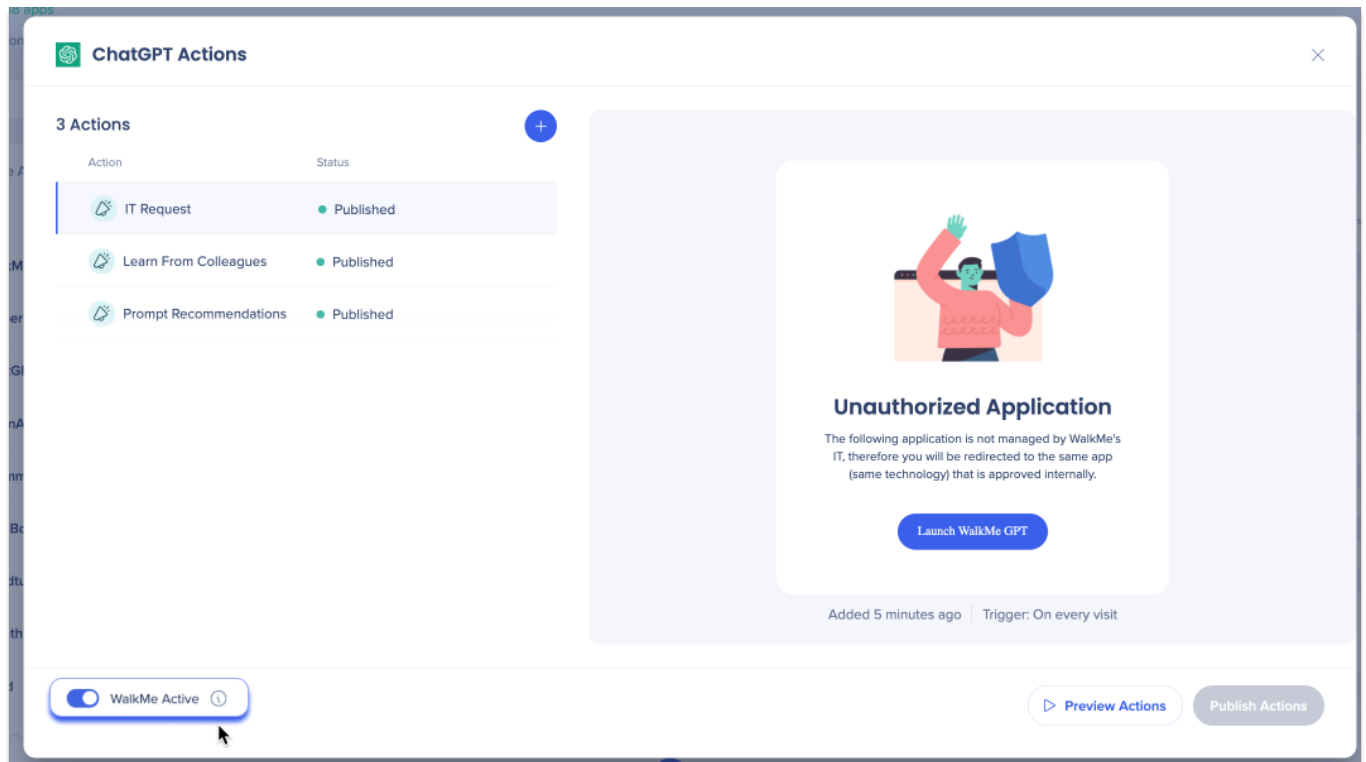 apps
ChatGPT Actions
3 Actions
Action Status
IT Request Published
Learn From Colleagues Published
Prompt Recommendations Published
Unauthorized Application
The following application is not managed by WalkMe's
IT, therefore you will be redirected to the same app
(same technology) that is approved internally.
Launch WalkMe GPT
Added 5 minutes ago Trigger: On every visit
WalkMe Active
Preview Actions
Publish Actions